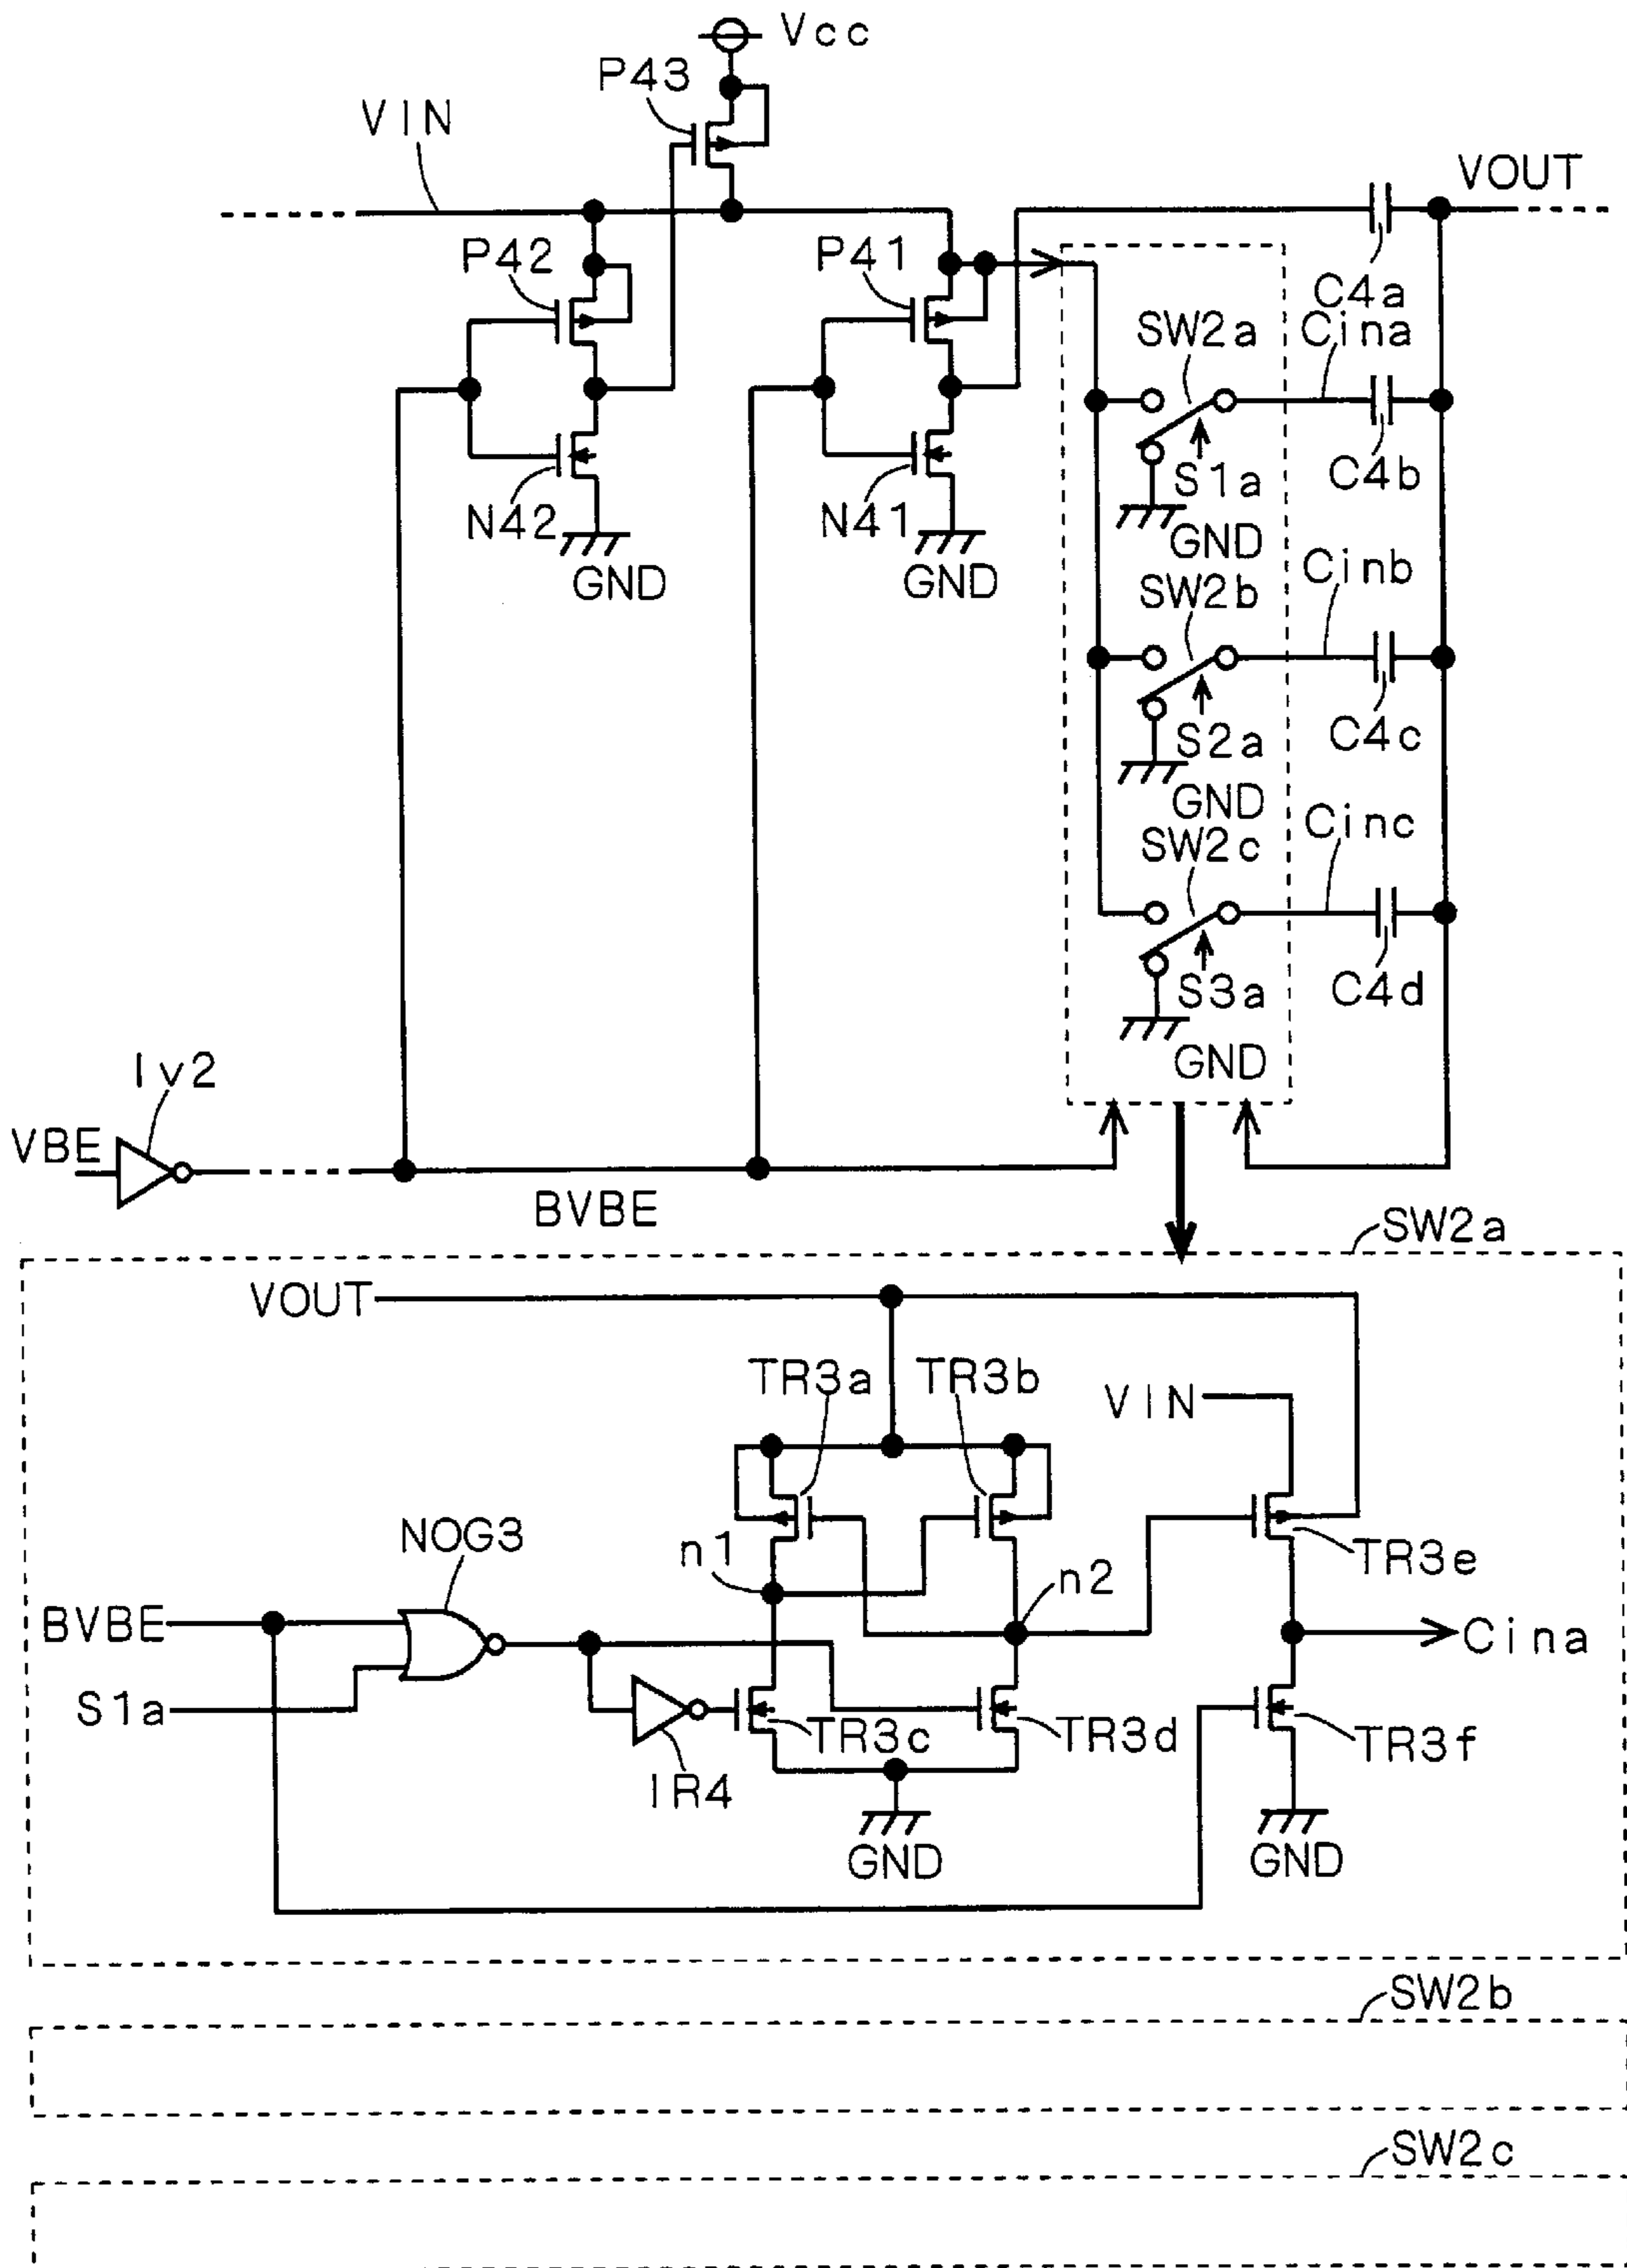 Vcc
P43
VIN
VOUT
P42
P41
C4a
SW2a
Cina
S1a
C4b
N42
N41
GND
GND
GND
SW2b
Cinb
S2a
C4c
GND
SW2c
Cinc
S3a
C4d
GND
Iv2
VBE
BVBE
SW2a
VOUT
TR3a
TR3b
VIN
NOG3
n1
n2
TR3e
BVBE
Cina
S1a
TR3c
TR3d
TR3f
IR4
GND
GND
SW2b
SW2c